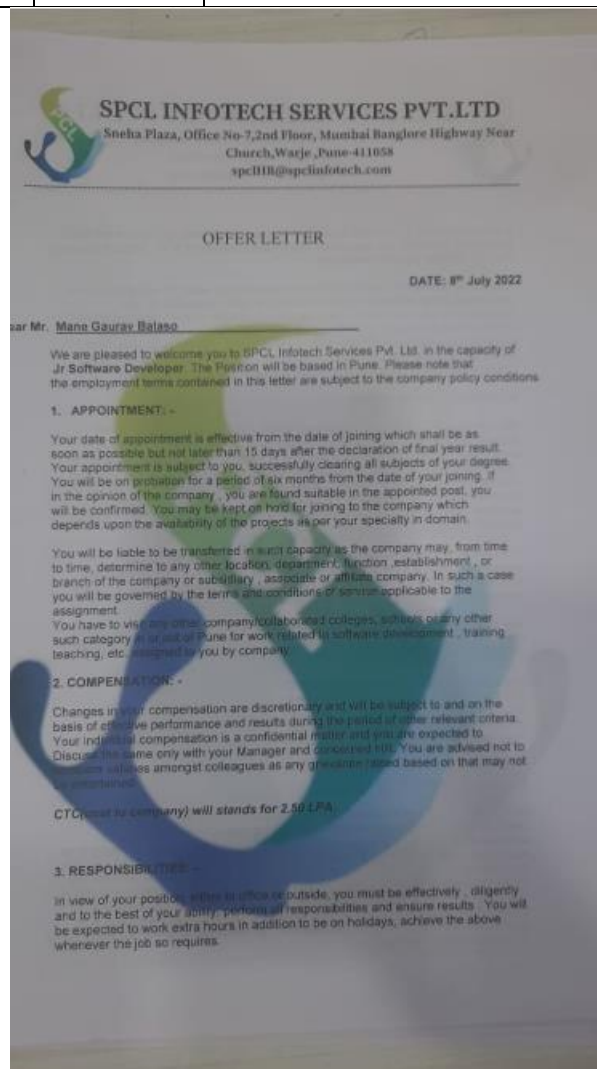 SPCL
SPCL INFOTECH SERVICES PVT.LTD
Sneha Plaza, Office No-7,2nd Floor, Mumbai Banglore Highway Near
Church,Warje ,Pune-411058
spclHR@spclinfotech.com
OFFER LETTER
DATE: 8th July 2022
ear Mr. Mane Gaurav Balaso
We are pleased to welcome you to SPCL Infotech Services Pvt. Ltd. in the capacity of
Jr Software Developer. The Position will be based in Pune. Please note that
the employment terms contained in this letter are subject to the company policy conditions
1. APPOINTMENT: -
Your date of appointment is effective from the date of joining which shall be as
soon as possible but not later than 15 days after the declaration of final year result.
Your appointment is subject to you, successfully clearing all subjects of your degree.
You will be on probation for a period of six months from the date of your joining. If
in the opinion of the company , you are found suitable in the appointed post, you
will be confirmed. You may be kept on hold for joining to the company which
depends upon the availability of the projects as per your specialty in domain.
You will be liable to be transferred in such capacity as the company may, from time
to time, determine to any other location, department, function ,establishment , or
branch of the company or subsidiary , associate or affiliate company. In such a case
you will be governed by the terms and conditions of service applicable to the
assignment.
You have to visit any other company/collaborated colleges, schools or any other
such category in or out of Pune for work related to software development , training
teaching, etc. assigned to you by company.
2. COMPENSATION: -
Changes in your compensation are discretionary and will be subject to and on the
basis of effective performance and results during the period of other relevant criteria.
Your individual compensation is a confidential matter and you are expected to
Discuss the same only with your Manager and concerned HR. You are advised not to
salaries amongst colleagues as any grievance raised based on that may not
be entertained.
CTC(cost to company) will stands for 2.50 LPA.
3. RESPONSIBILITIES: -
In view of your position, either in office or outside, you must be effectively , diligently
and to the best of your ability, perform all responsibilities and ensure results . You will
be expected to work extra hours in addition to be on holidays, achieve the above
whenever the job so requires.